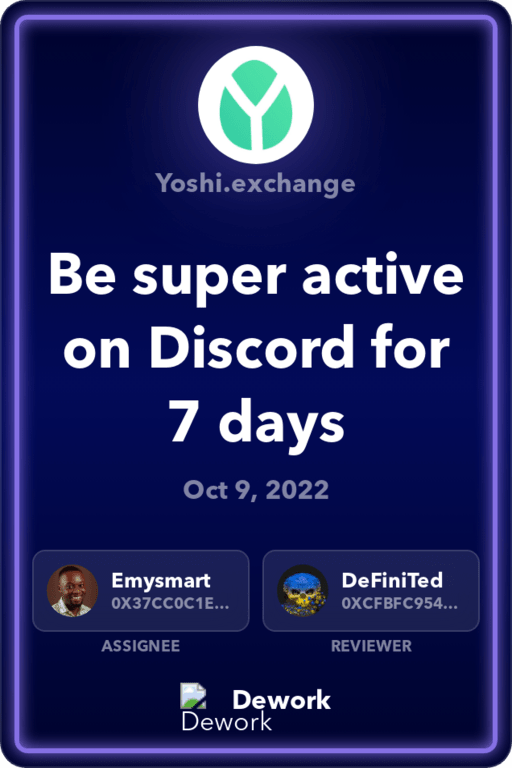 Yoshi.exchange
Be super active
on Discord for
7 days
Oct 9, 2022
Emysmart
0X37CC0C1E...
ASSIGNEE
DeFiniTed
0XCFBFC954...
REVIEWER
Dework
Dework